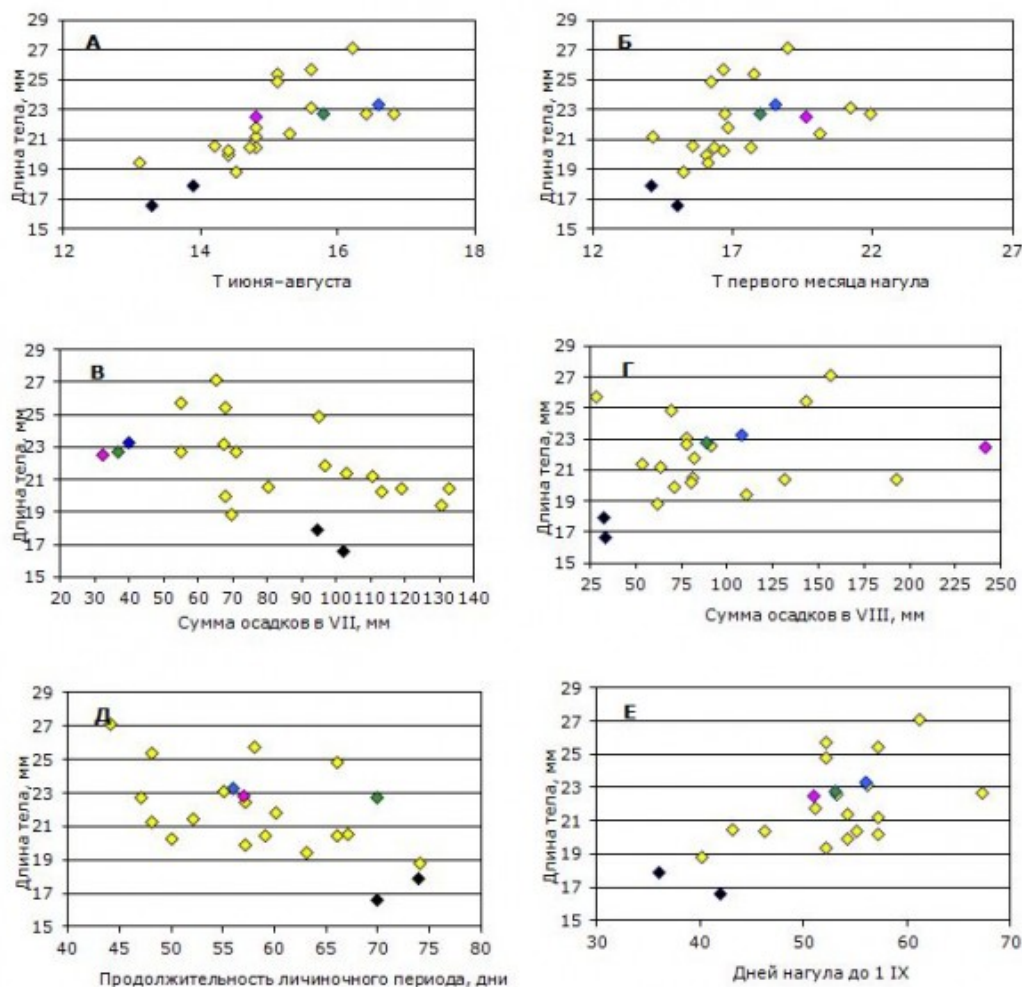 А
Длина тела, мм
29
27
25
23
21
19
17
15
12 14 16 18
Т июня–августа
Б
Длина тела, мм
29
27
25
23
21
19
17
15
12 17 22 27
Т первого месяца нагула
В
Длина тела, мм
29
27
25
23
21
19
17
15
20 30 40 50 60 70 80 90 100 110 120 130 140
Сумма осадков в VII, мм
Г
Длина тела, мм
29
27
25
23
21
19
17
15
25 50 75 100 125 150 175 200 225 250
Сумма осадков в VIII, мм
Д
Длина тела, мм
29
27
25
23
21
19
17
15
40 45 50 55 60 65 70 75 80
Продолжительность личиночного периода, дни
Е
Длина тела, мм
29
27
25
23
21
19
17
15
30 40 50 60 70
Дней нагула до 1 IX